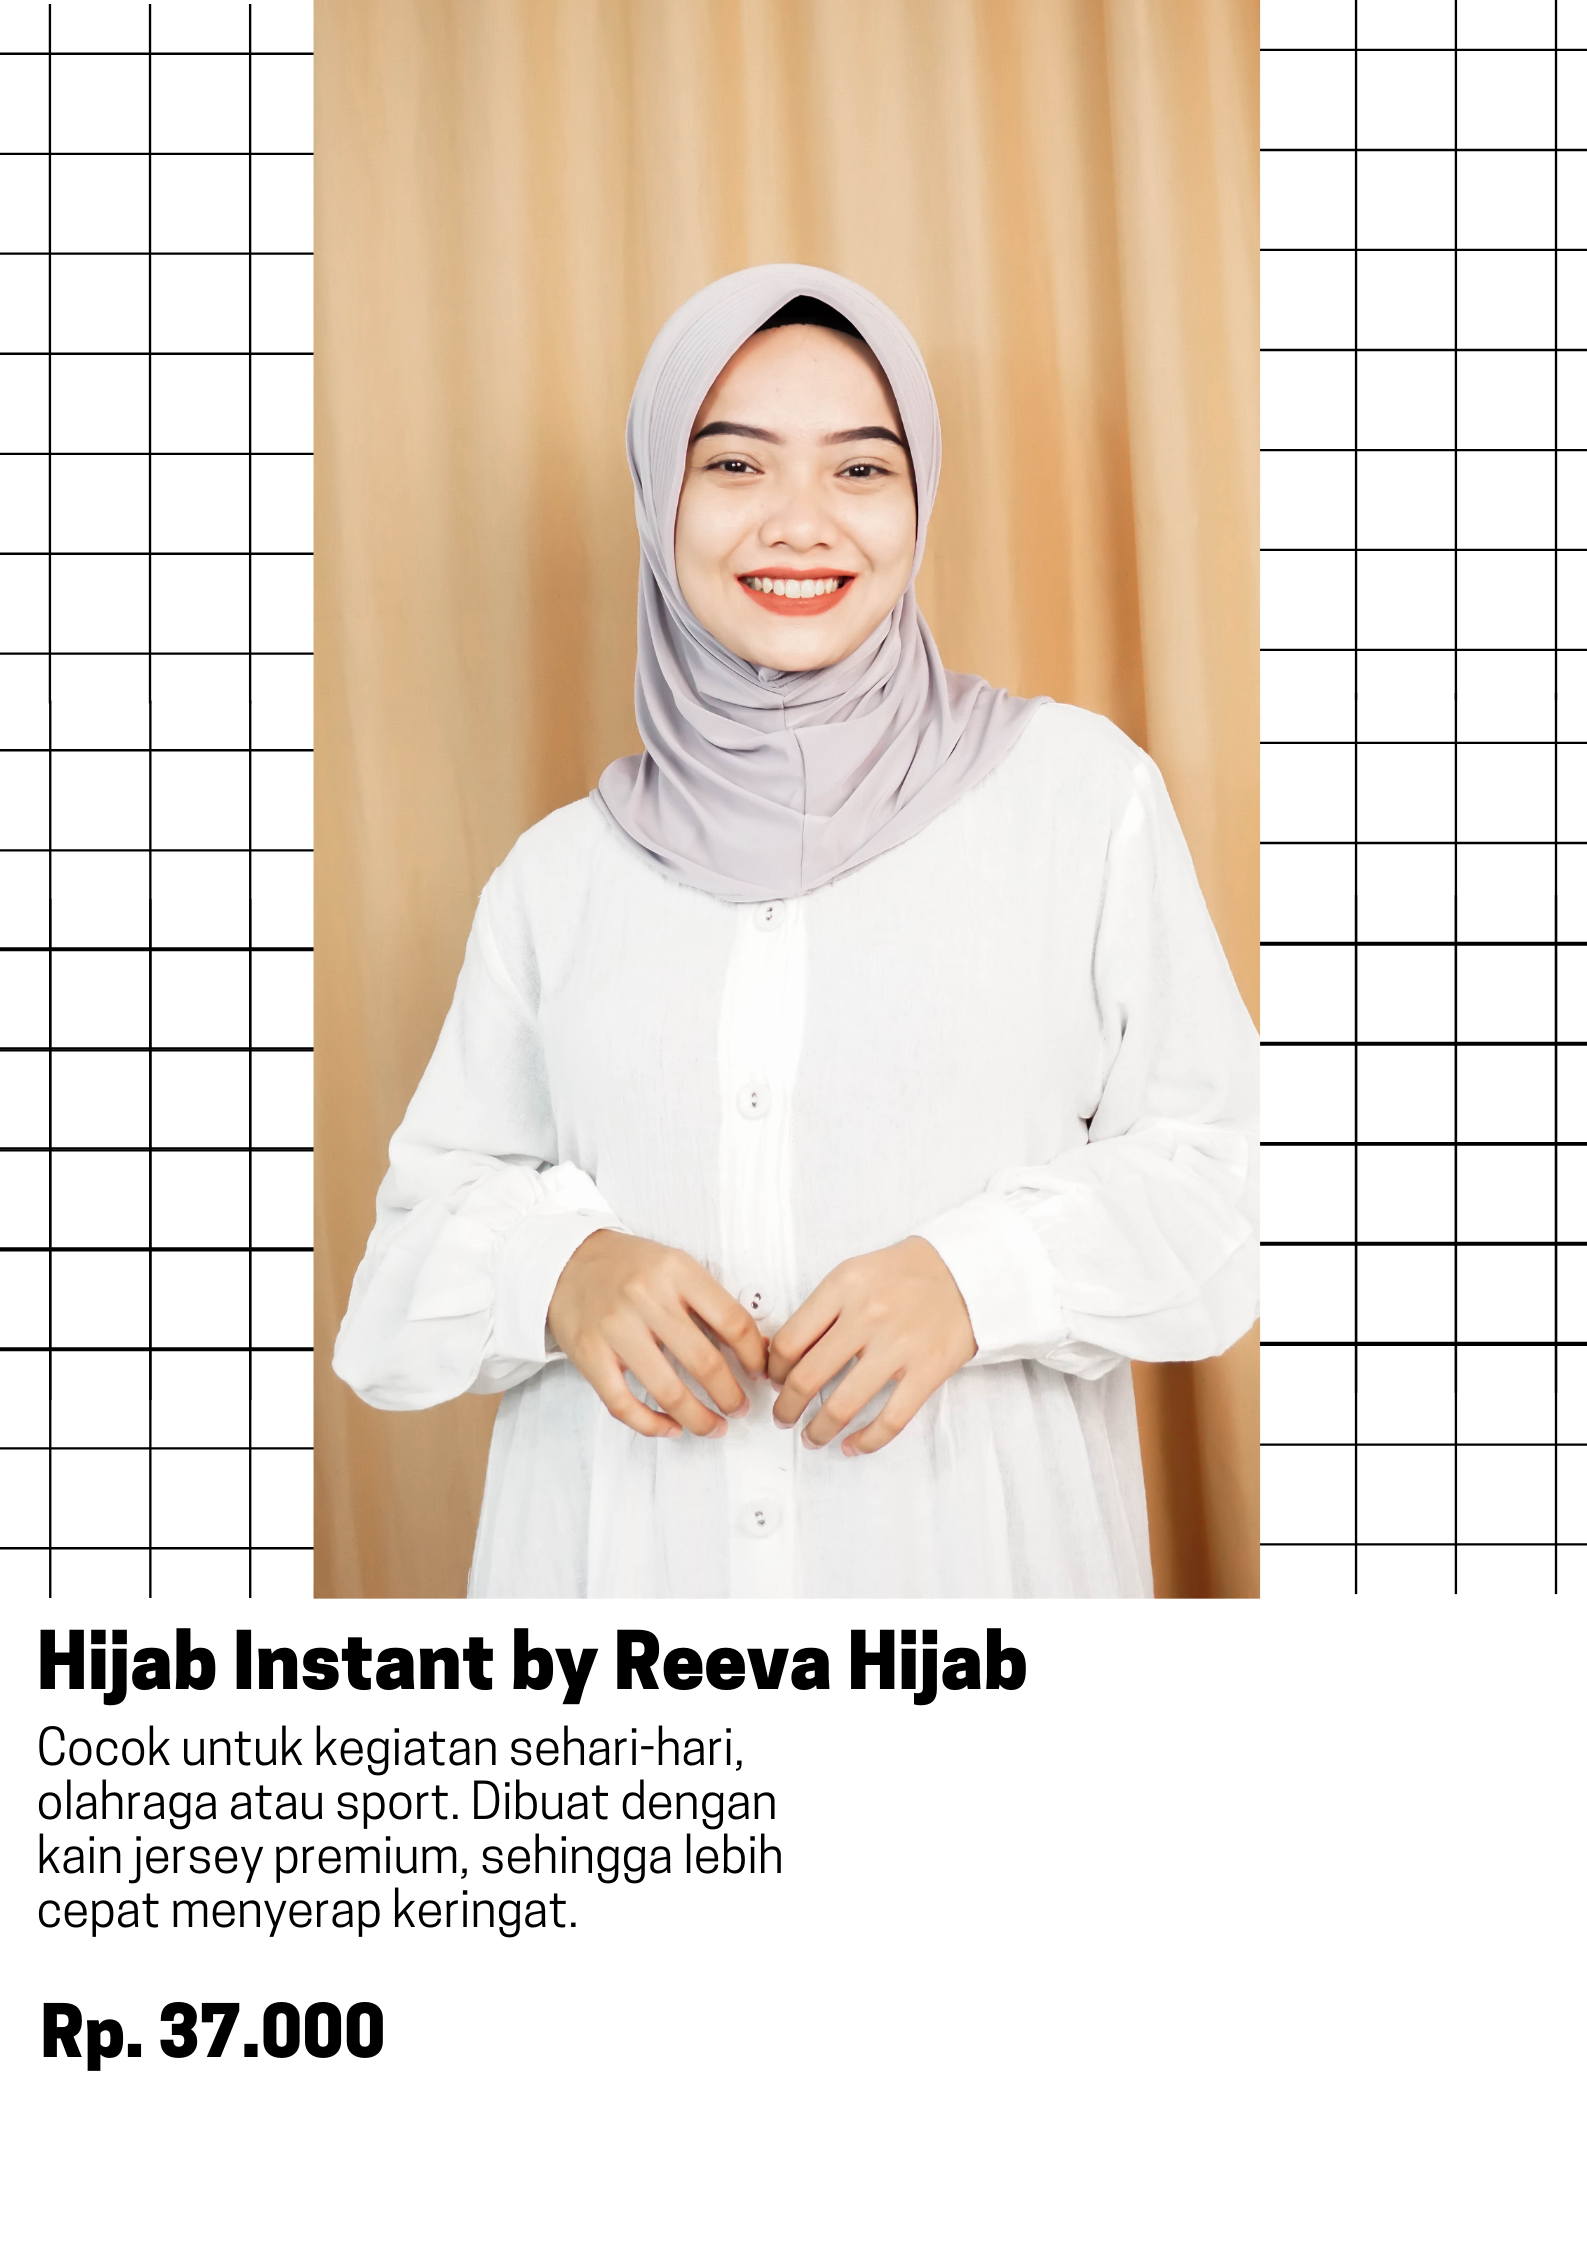 Hijab Instant by Reeva Hijab
Cocok untuk kegiatan sehari-hari,
olahraga atau sport. Dibuat dengan
kain jersey premium, sehingga lebih
cepat menyerap keringat.
Rp. 37.000